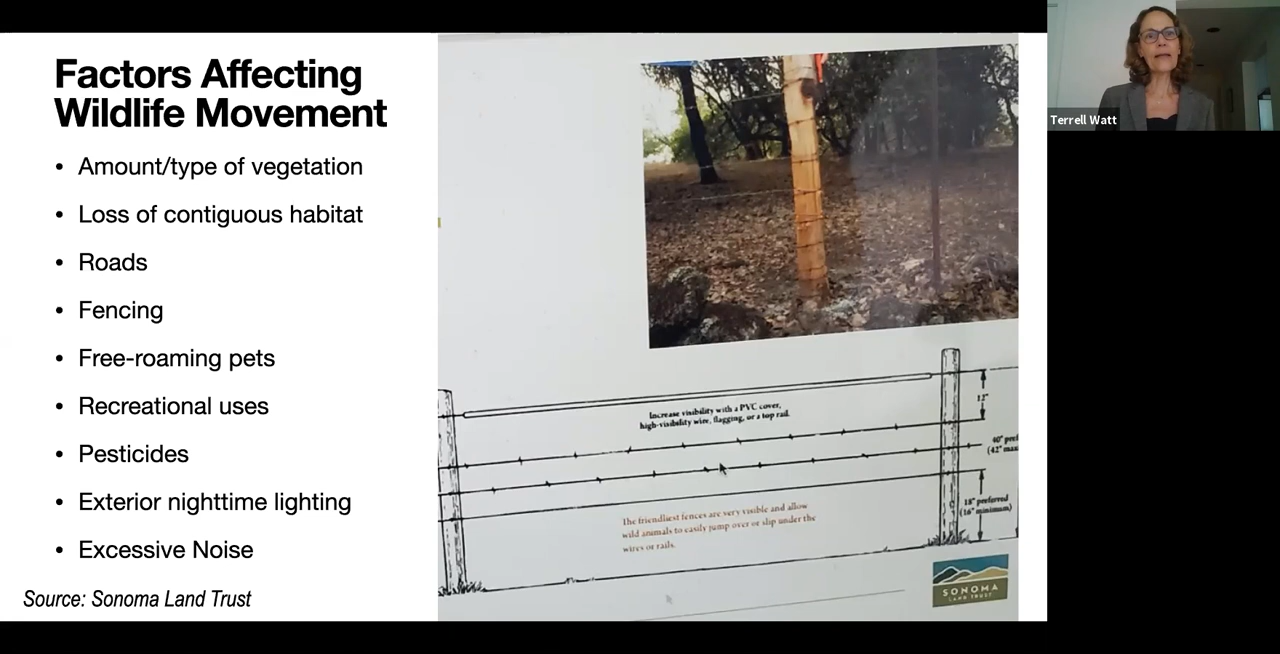 Factors Affecting
Wildlife Movement
• Amount/type of vegetation
• Loss of contiguous habitat
• Roads
• Fencing
• Free-roaming pets
• Recreational uses
• Pesticides
• Exterior nighttime lighting
• Excessive Noise
Source: Sonoma Land Trust
Increase visibility with a PVC cover,
high-visibility wire, flagging, or a top rail.
12"
40" pref
(42" max
18" preferred
(16" minimum)
The friendliest fences are very visible and allow
wild animals to easily jump over or slip under the
wires or rails.
SONOMA
LAND TRUST
Terrell Watt